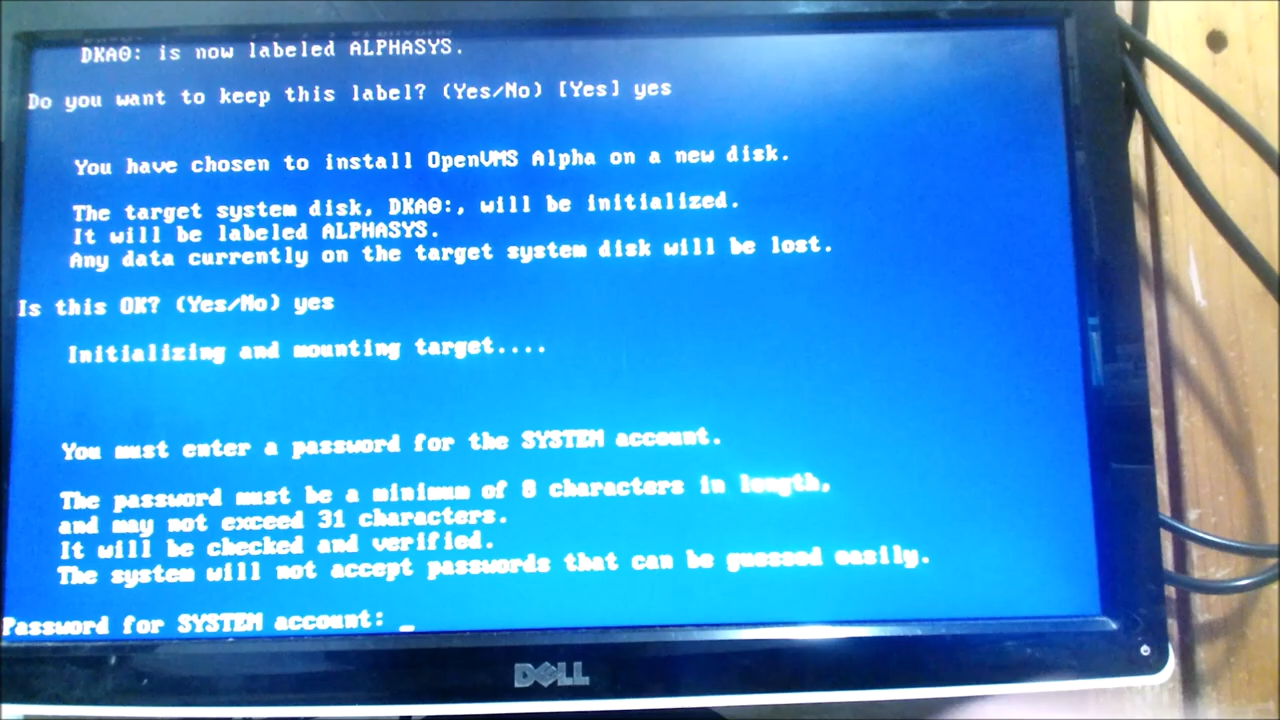 DKA0: is now labeled ALPHASYS.
Do you want to keep this label? (Yes/No) [Yes] yes
You have chosen to install OpenVMS Alpha on a new disk.
The target system disk, DKA0:, will be initialized.
It will be labeled ALPHASYS.
Any data currently on the target system disk will be lost.
Is this OK? (Yes/No) yes
Initializing and mounting target....
You must enter a password for the SYSTEM account.
The password must be a minimum of 8 characters in length,
and may not exceed 31 characters.
It will be checked and verified.
The system will not accept passwords that can be guessed easily.
Password for SYSTEM account: _
DELL